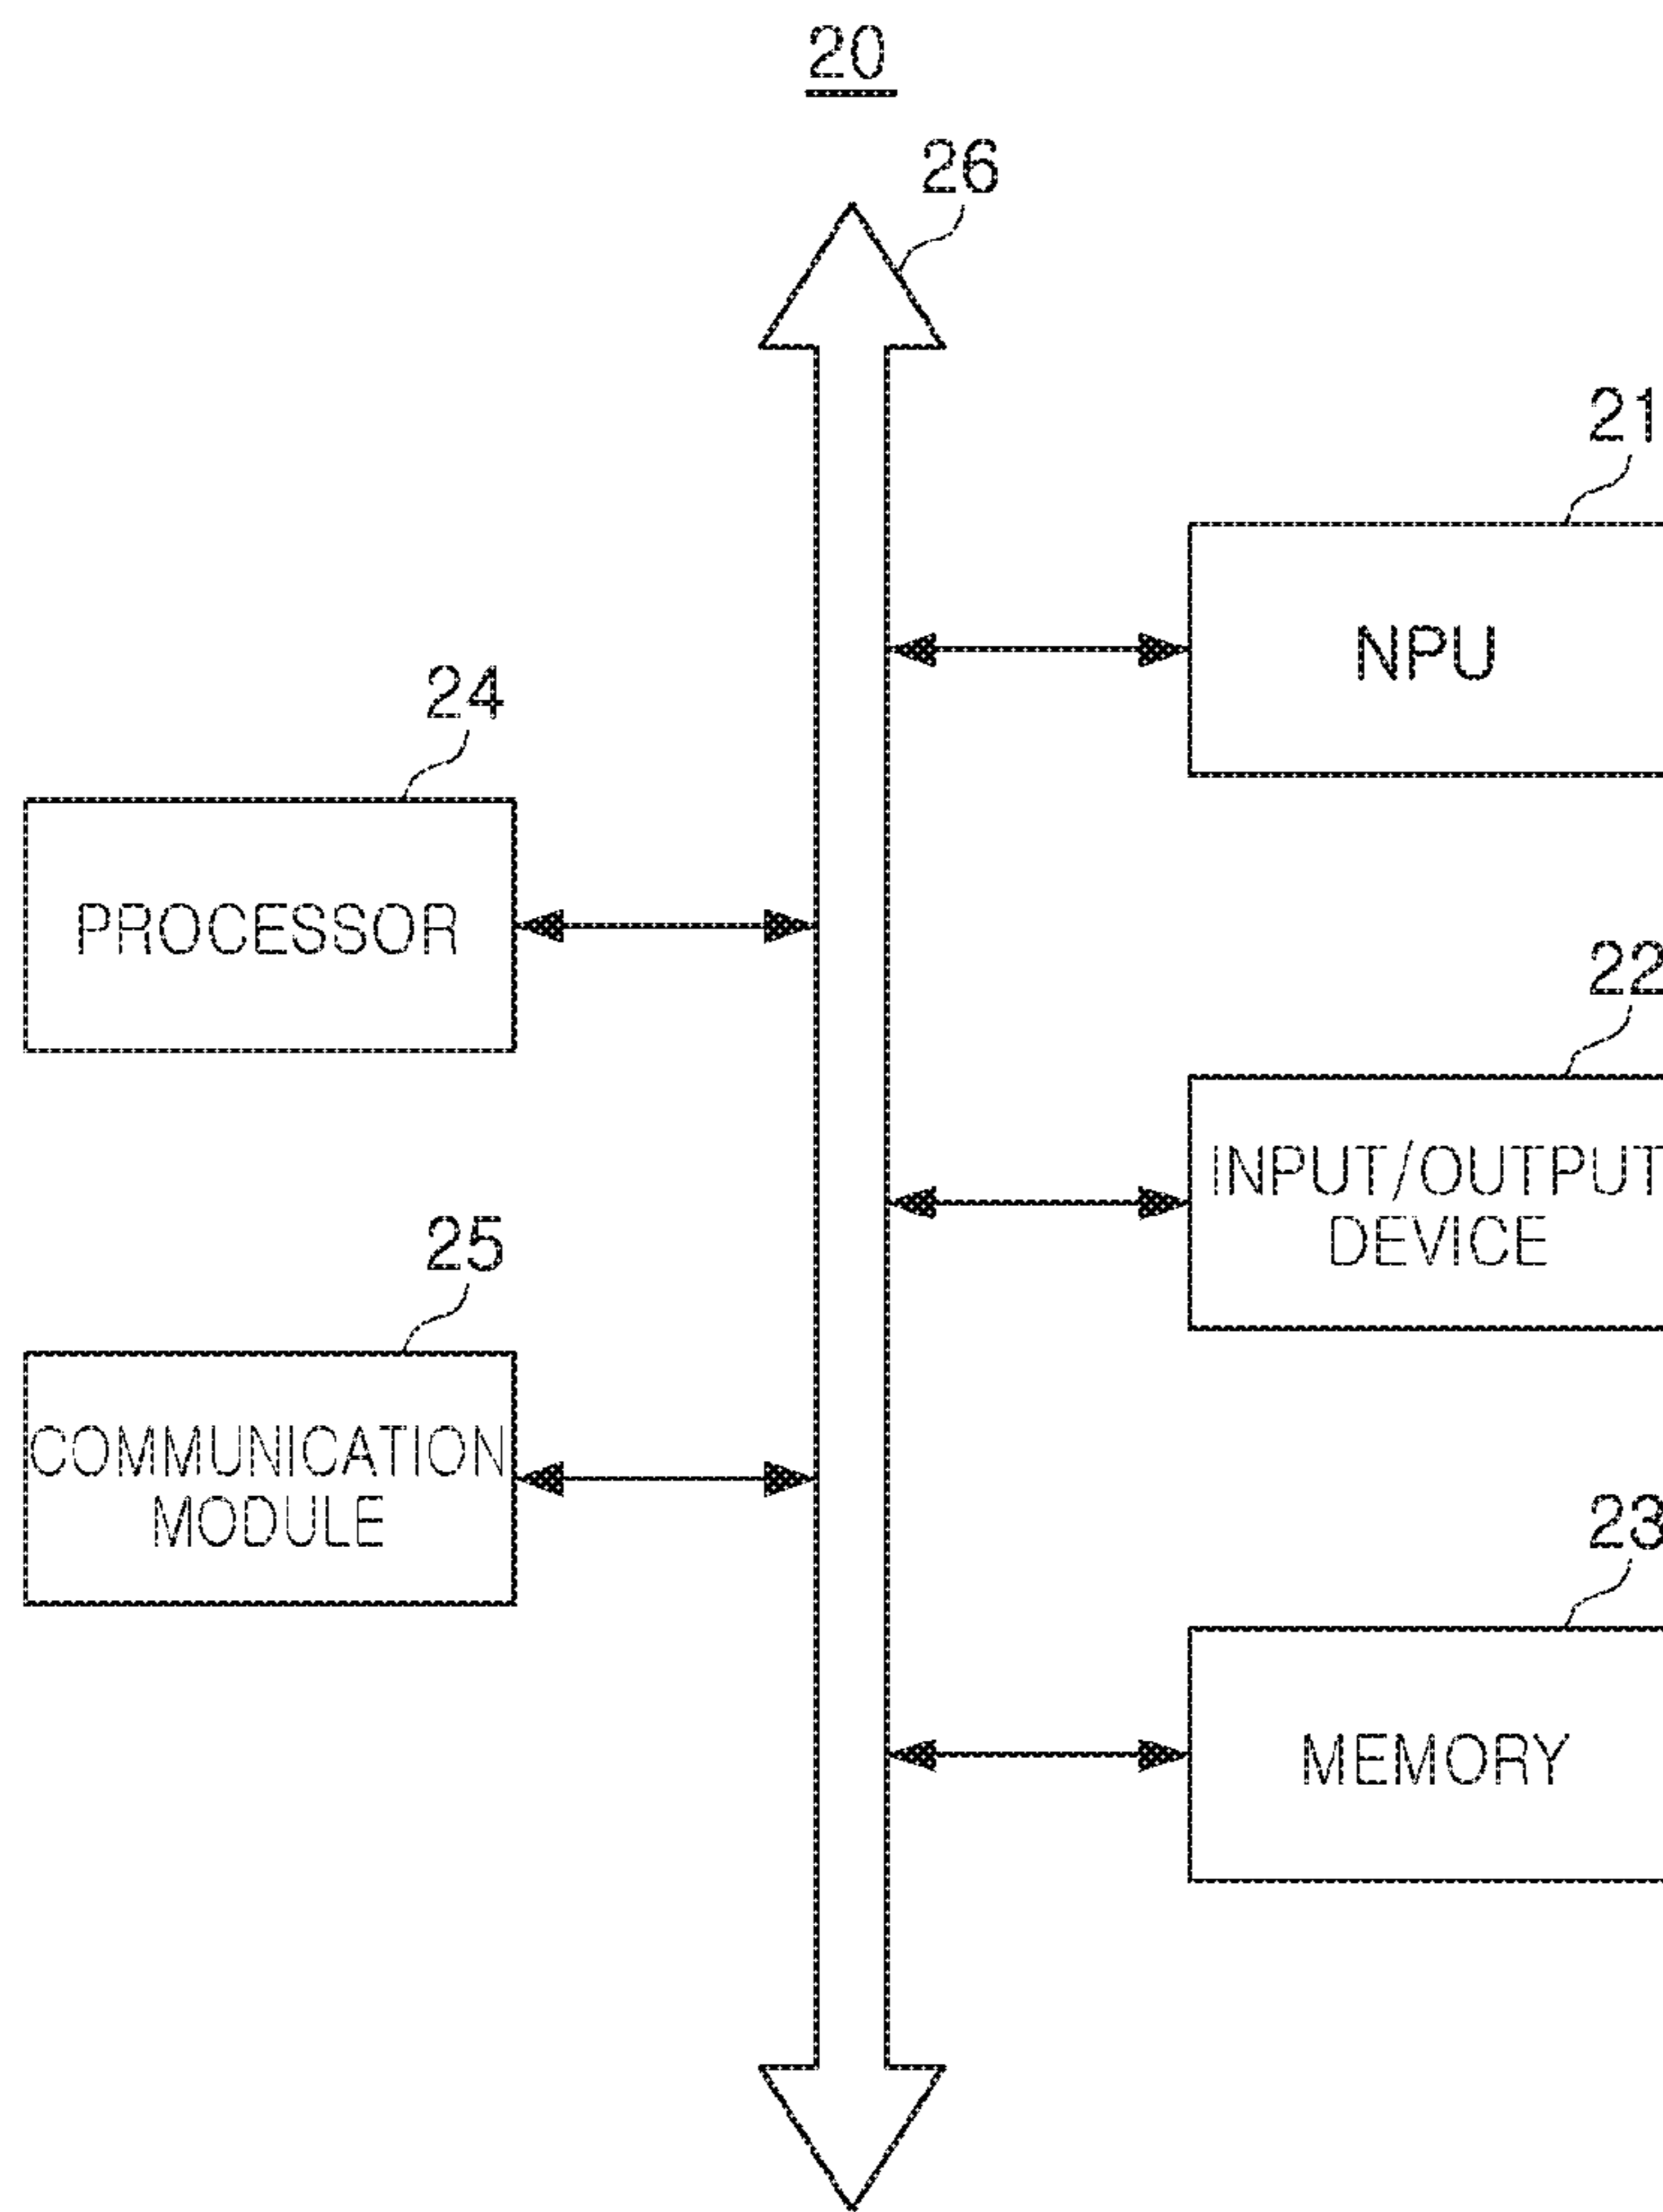 20
26
21
NPU
24
PROCESSOR
22
INPUT/OUTPUT
DEVICE
25
COMMUNICATION
MODULE
23
MEMORY